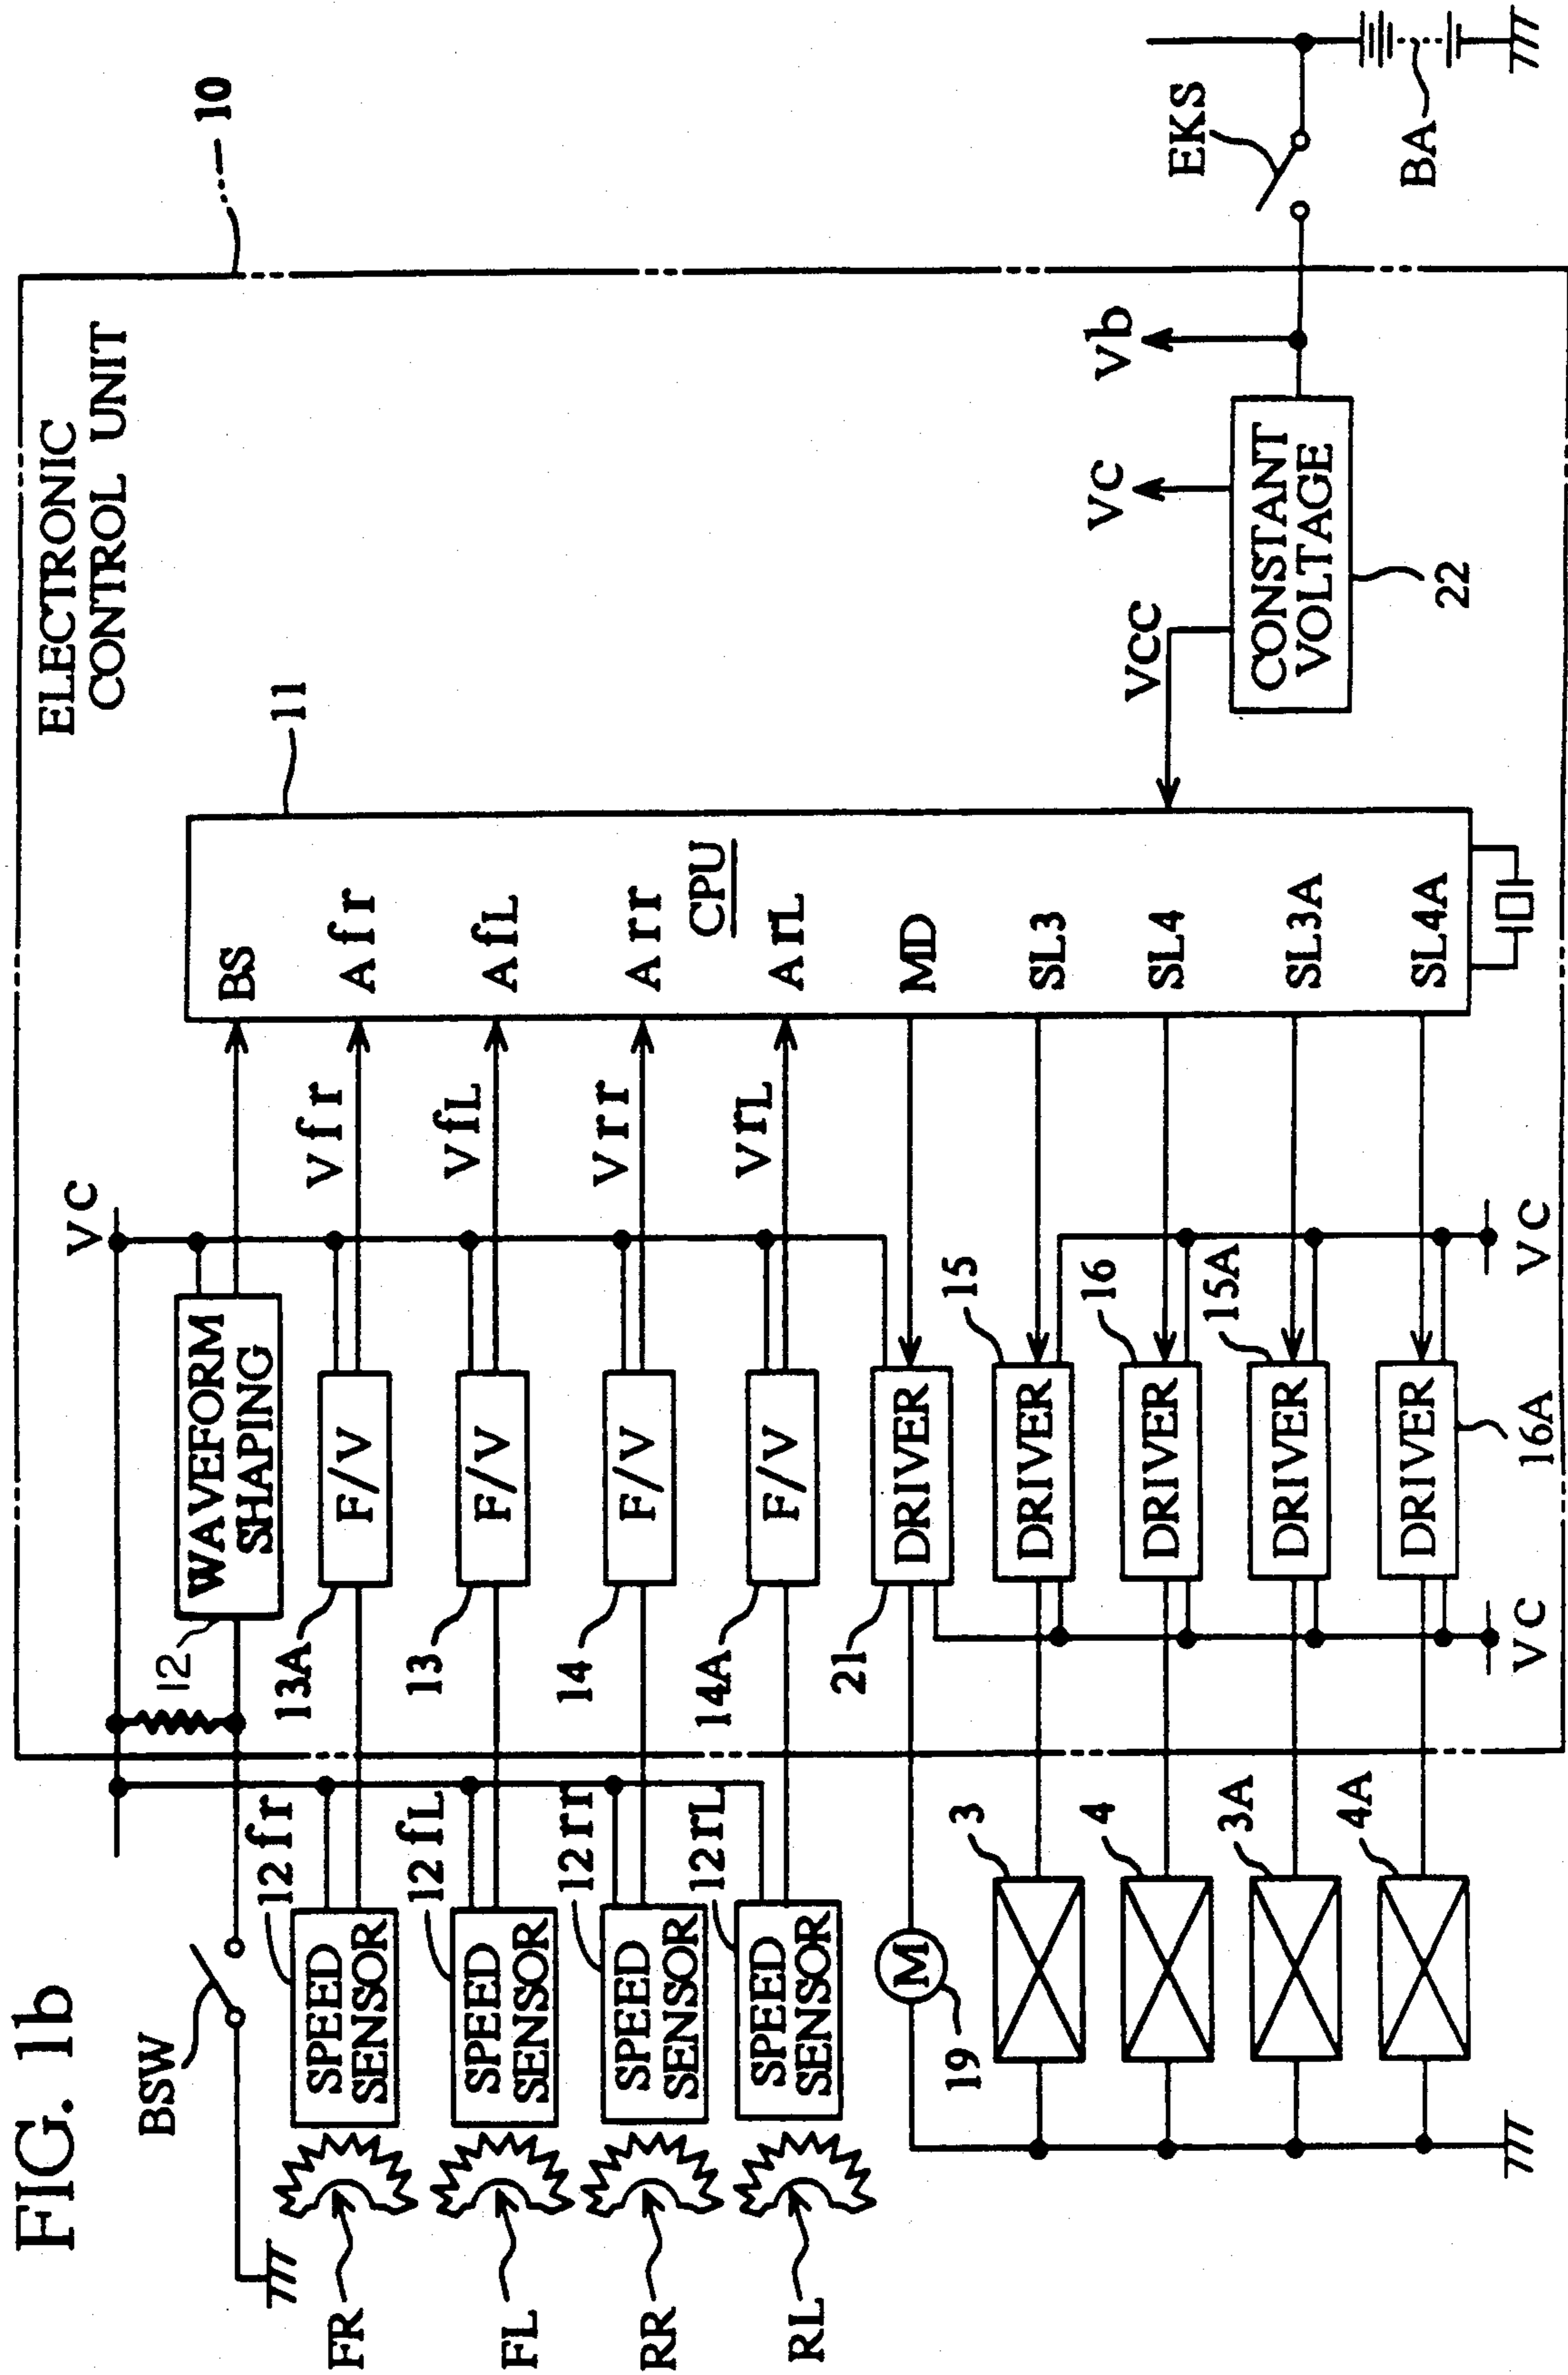 FIG. 1b
ELECTRONIC
CONTROL UNIT
10
BSW
12
WAVEFORM
SHAPING
VC
BS
11
FR
SPEED
SENSOR
12fr
13A
F/V
Vfr
Afr
FL
SPEED
SENSOR
12fL
13
F/V
VfL
AfL
RR
SPEED
SENSOR
12rr
14
F/V
Vrr
Arr
CPU
RL
SPEED
SENSOR
12rL
14A
F/V
VrL
ArL
M
19
21
DRIVER
MD
3
DRIVER
15
SL3
4
DRIVER
16
SL4
3A
DRIVER
15A
SL3A
4A
DRIVER
16A
SL4A
VC
VC
VCC
VC
Vb
CONSTANT
VOLTAGE
22
EKS
BA